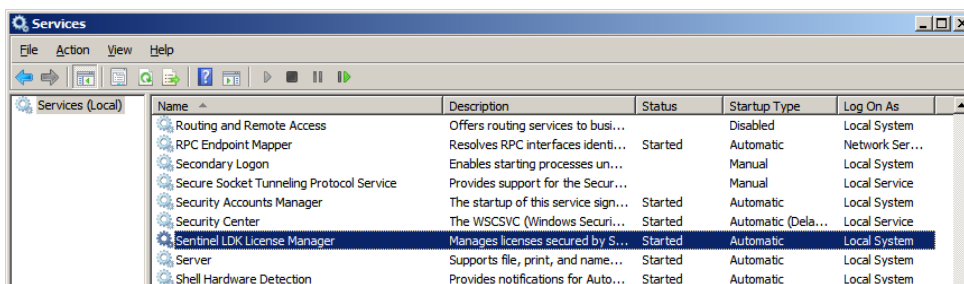 Services
File Action View Help
Services (Local)
Name Description Status Startup Type Log On As
Routing and Remote Access Offers routing services to busi... Disabled Local System
RPC Endpoint Mapper Resolves RPC interfaces identi... Started Automatic Network Ser...
Secondary Logon Enables starting processes un... Manual Local System
Secure Socket Tunneling Protocol Service Provides support for the Secur... Manual Local Service
Security Accounts Manager The startup of this service sign... Started Automatic Local System
Security Center The WSCSVC (Windows Securi... Started Automatic (Dela... Local Service
Sentinel LDK License Manager Manages licenses secured by S... Started Automatic Local System
Server Supports file, print, and name... Started Automatic Local System
Shell Hardware Detection Provides notifications for Auto... Started Automatic Local System